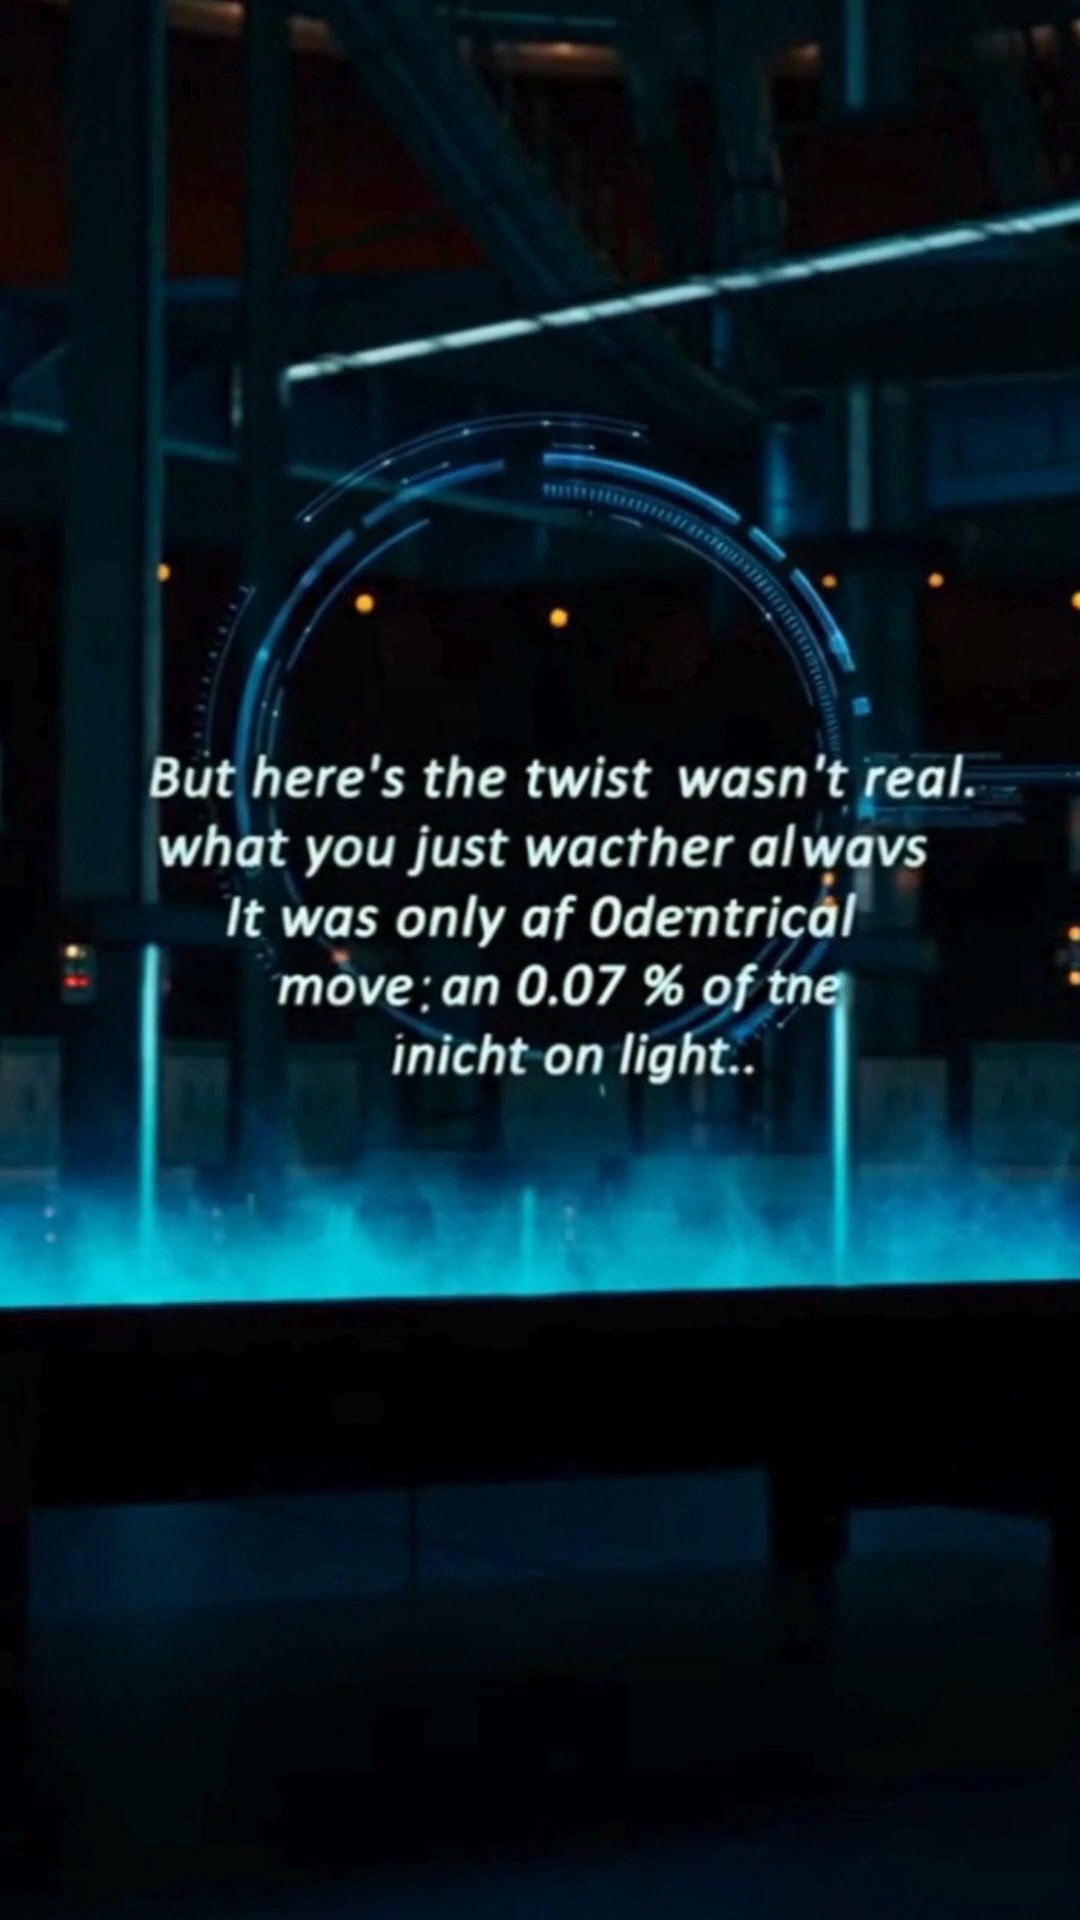 But here's the twist wasn't real.
what you just wacther alwavs
It was only af 0dentrical
move; an 0.07 % of tne
inicht on light..